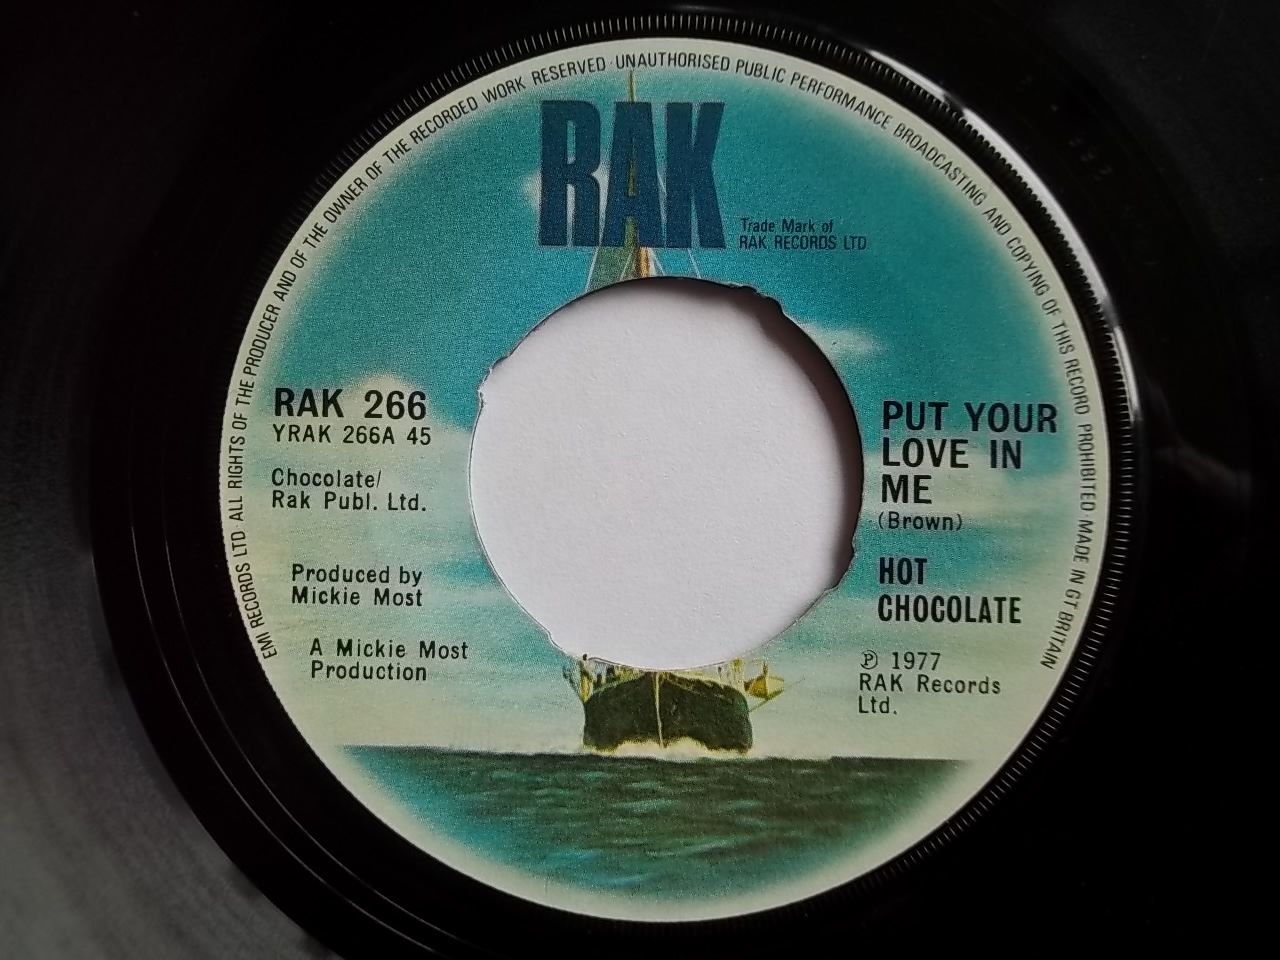 EMI RECORDS LTD ALL RIGHTS OF THE PRODUCER AND OF THE OWNER OF THE RECORDED WORK RESERVED · UNAUTHORISED PUBLIC PERFORMANCE BROADCASTING AND COPYING OF THIS RECORD PROHIBITED · MADE IN GT BRITAIN
RAK
Trade Mark of
RAK RECORDS LTD
RAK 266
YRAK 266A 45
Chocolate/
Rak Publ. Ltd.
Produced by
Mickie Most
A Mickie Most
Production
PUT YOUR
LOVE IN
ME
(Brown)
HOT
CHOCOLATE
℗ 1977
RAK Records
Ltd.